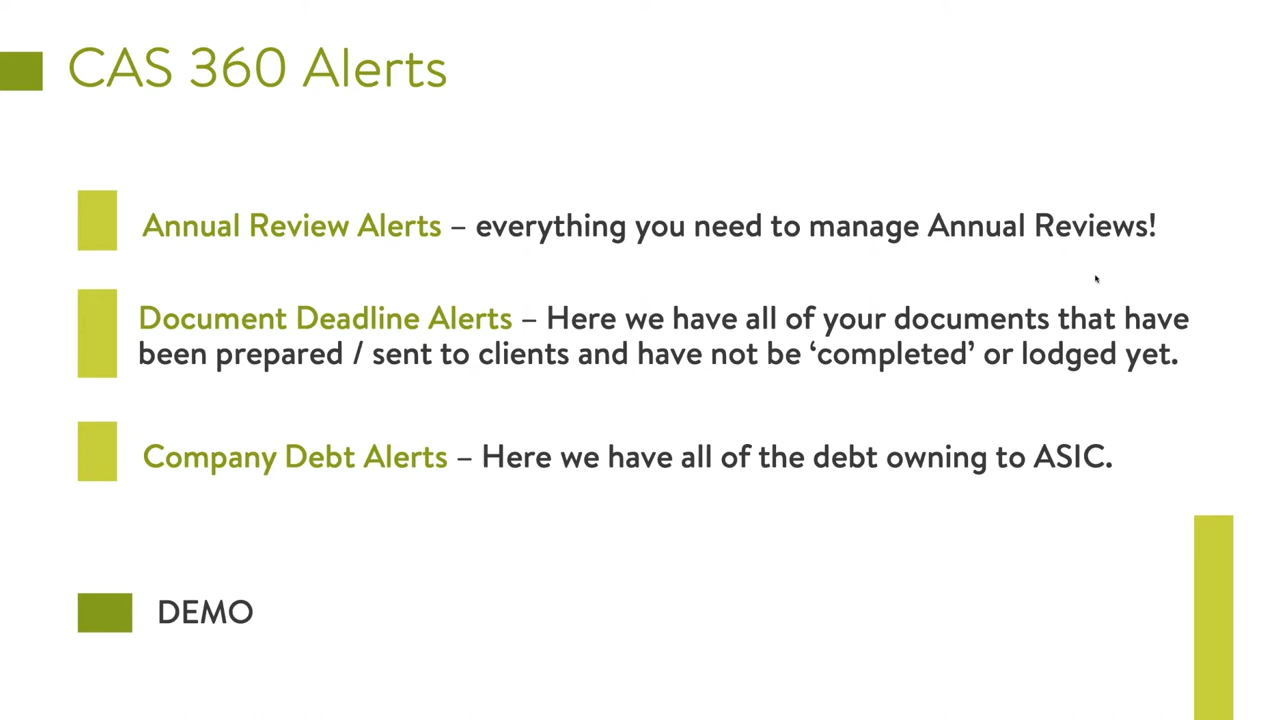 CAS 360 Alerts
Annual Review Alerts – everything you need to manage Annual Reviews!
Document Deadline Alerts – Here we have all of your documents that have
been prepared / sent to clients and have not be ‘completed’ or lodged yet.
Company Debt Alerts – Here we have all of the debt owning to ASIC.
DEMO